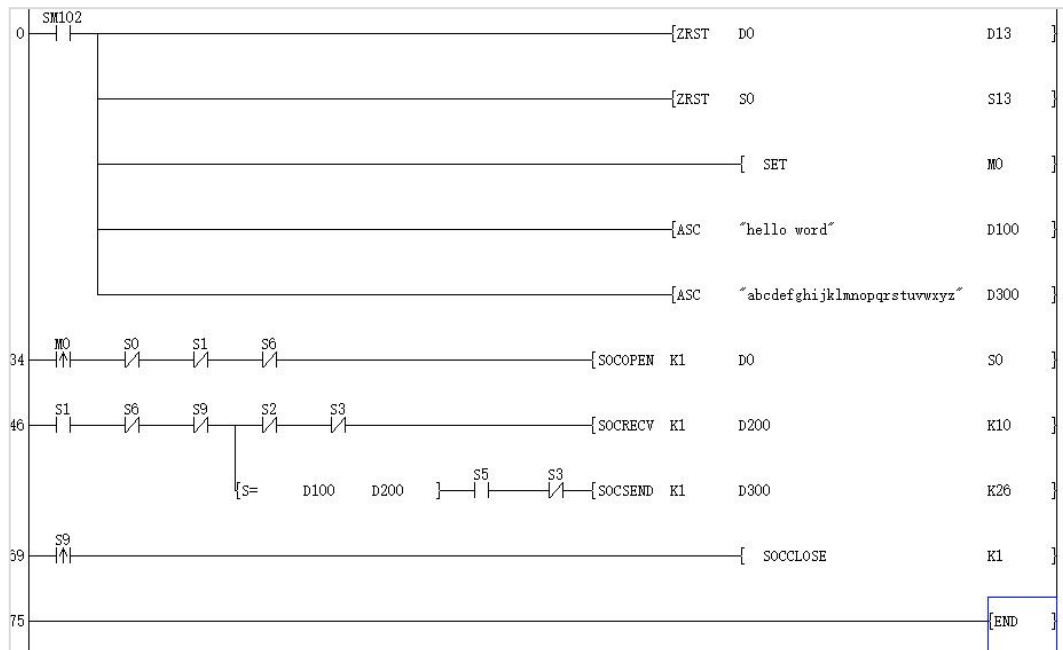 SM102
0 [ZRST D0 D13 ]
[ZRST S0 S13 ]
[ SET M0 ]
[ASC "hello word" D100 ]
[ASC "abcdefghijklmnopqrstuvwxyz" D300 ]
M0 S0 S1 S6
34 [SOCOPEN K1 D0 S0 ]
S1 S6 S9 S2 S3
46 [SOCRECV K1 D200 K10 ]
S5 S3
[S= D100 D200 ] [SOCSEND K1 D300 K26 ]
S9
69 [ SOCCLOSE K1 ]
75 [END ]